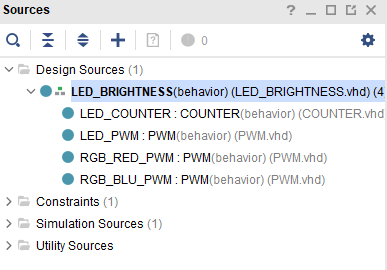 Sources
? _ □ ⧉ ✕
0
Design Sources (1)
LED_BRIGHTNESS(behavior) (LED_BRIGHTNESS.vhd) (4
LED_COUNTER : COUNTER(behavior) (COUNTER.vhd)
LED_PWM : PWM(behavior) (PWM.vhd)
RGB_RED_PWM : PWM(behavior) (PWM.vhd)
RGB_BLU_PWM : PWM(behavior) (PWM.vhd)
Constraints (1)
Simulation Sources (1)
Utility Sources